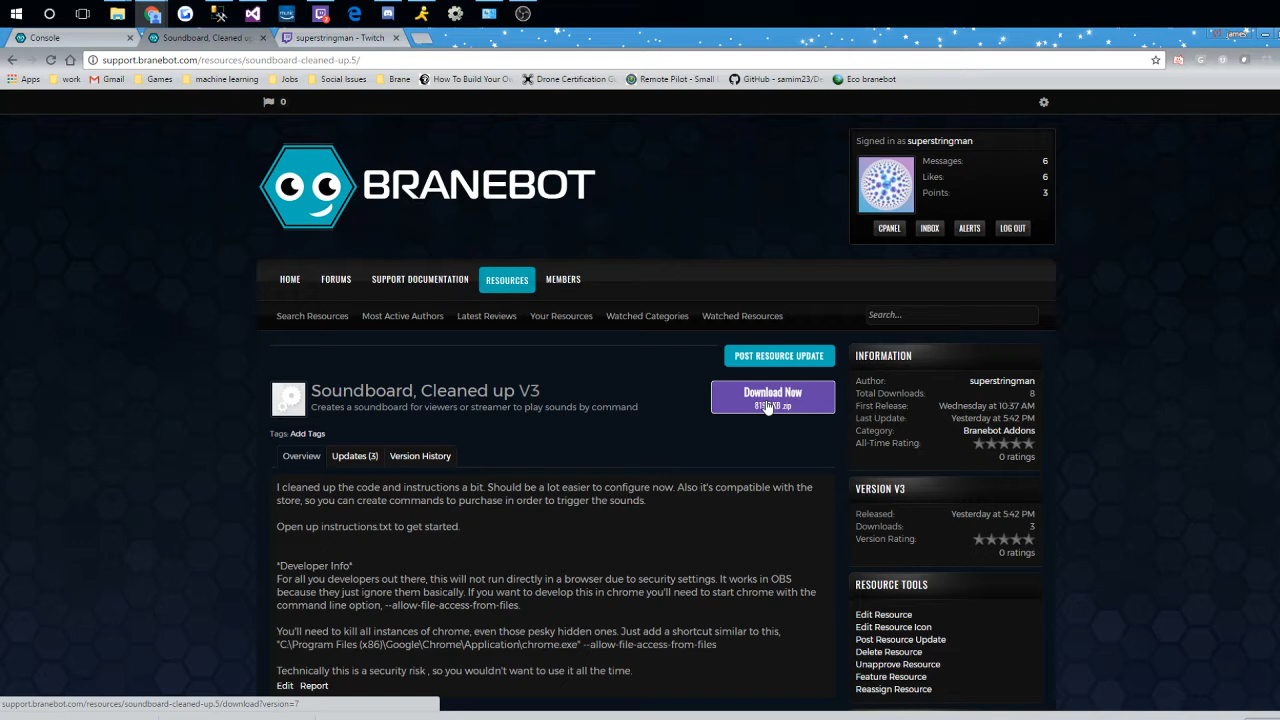 Console
Soundboard, Cleaned up
superstringman - Twitch
james
support.branebot.com/resources/soundboard-cleaned-up.5/
Apps
work
Gmail
Games
machine learning
Jobs
Social Issues
Brane
How To Build Your Ow
Drone Certification G
Remote Pilot - Small
GitHub - samim23/D
Eco branebot
0
BRANEBOT
Signed in as superstringman
Messages: 6
Likes: 6
Points: 3
CPANEL
INBOX
ALERTS
LOG OUT
HOME
FORUMS
SUPPORT DOCUMENTATION
RESOURCES
MEMBERS
Search Resources
Most Active Authors
Latest Reviews
Your Resources
Watched Categories
Watched Resources
Search...
POST RESOURCE UPDATE
Soundboard, Cleaned up V3
Creates a soundboard for viewers or streamer to play sounds by command
Download Now
KB .zip
Tags: Add Tags
Overview
Updates (3)
Version History
I cleaned up the code and instructions a bit. Should be a lot easier to configure now. Also it's compatible with the
store, so you can create commands to purchase in order to trigger the sounds.
Open up instructions.txt to get started.
*Developer Info*
For all you developers out there, this will not run directly in a browser due to security settings. It works in OBS
because they just ignore them basically. If you want to develop this in chrome you'll need to start chrome with the
command line option, --allow-file-access-from-files.
You'll need to kill all instances of chrome, even those pesky hidden ones. Just add a shortcut similar to this,
"C:\Program Files (x86)\Google\Chrome\Application\chrome.exe" --allow-file-access-from-files
Technically this is a security risk , so you wouldn't want to use it all the time.
Edit
Report
INFORMATION
Author: superstringman
Total Downloads: 8
First Release: Wednesday at 10:37 AM
Last Update: Yesterday at 5:42 PM
Category: Branebot Addons
All-Time Rating:
0 ratings
VERSION V3
Released: Yesterday at 5:42 PM
Downloads: 3
Version Rating:
0 ratings
RESOURCE TOOLS
Edit Resource
Edit Resource Icon
Post Resource Update
Delete Resource
Unapprove Resource
Feature Resource
Reassign Resource
support.branebot.com/resources/soundboard-cleaned-up.5/download?version=7